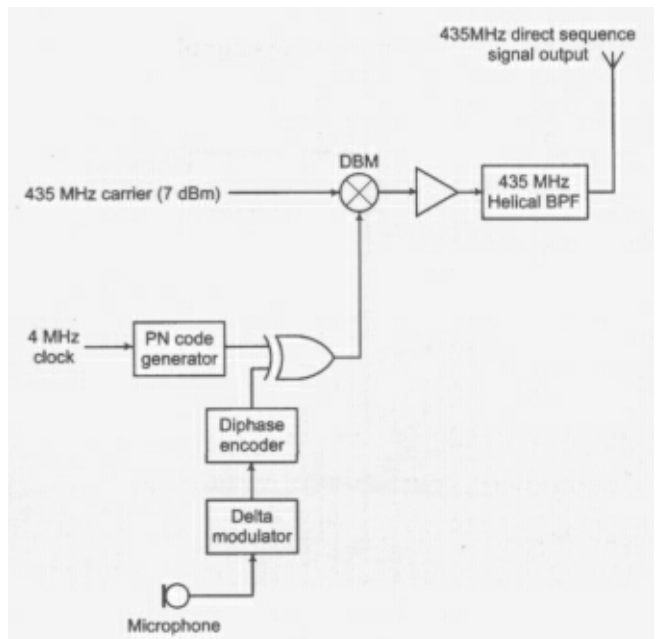 435MHz direct sequence
signal output
DBM
435 MHz carrier (7 dBm)
435 MHz
Helical BPF
4 MHz
clock
PN code
generator
Diphase
encoder
Delta
modulator
Microphone